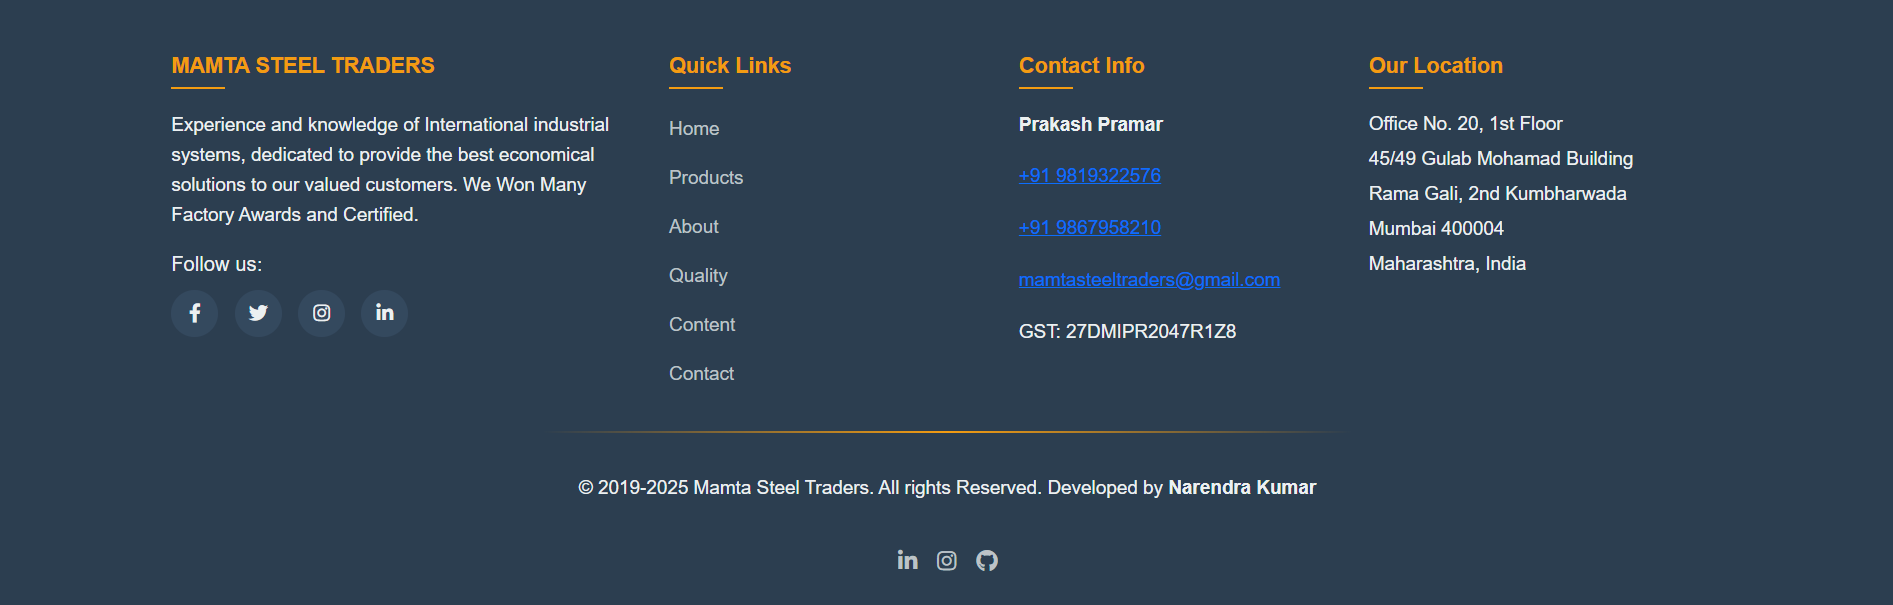 MAMTA STEEL TRADERS
Experience and knowledge of International industrial
systems, dedicated to provide the best economical
solutions to our valued customers. We Won Many
Factory Awards and Certified.
Follow us:
Quick Links
Home
Products
About
Quality
Content
Contact
Contact Info
Prakash Pramar
+91 9819322576
+91 9867958210
mamtasteeltraders@gmail.com
GST: 27DMIPR2047R1Z8
Our Location
Office No. 20, 1st Floor
45/49 Gulab Mohamad Building
Rama Gali, 2nd Kumbharwada
Mumbai 400004
Maharashtra, India
© 2019-2025 Mamta Steel Traders. All rights Reserved. Developed by Narendra Kumar